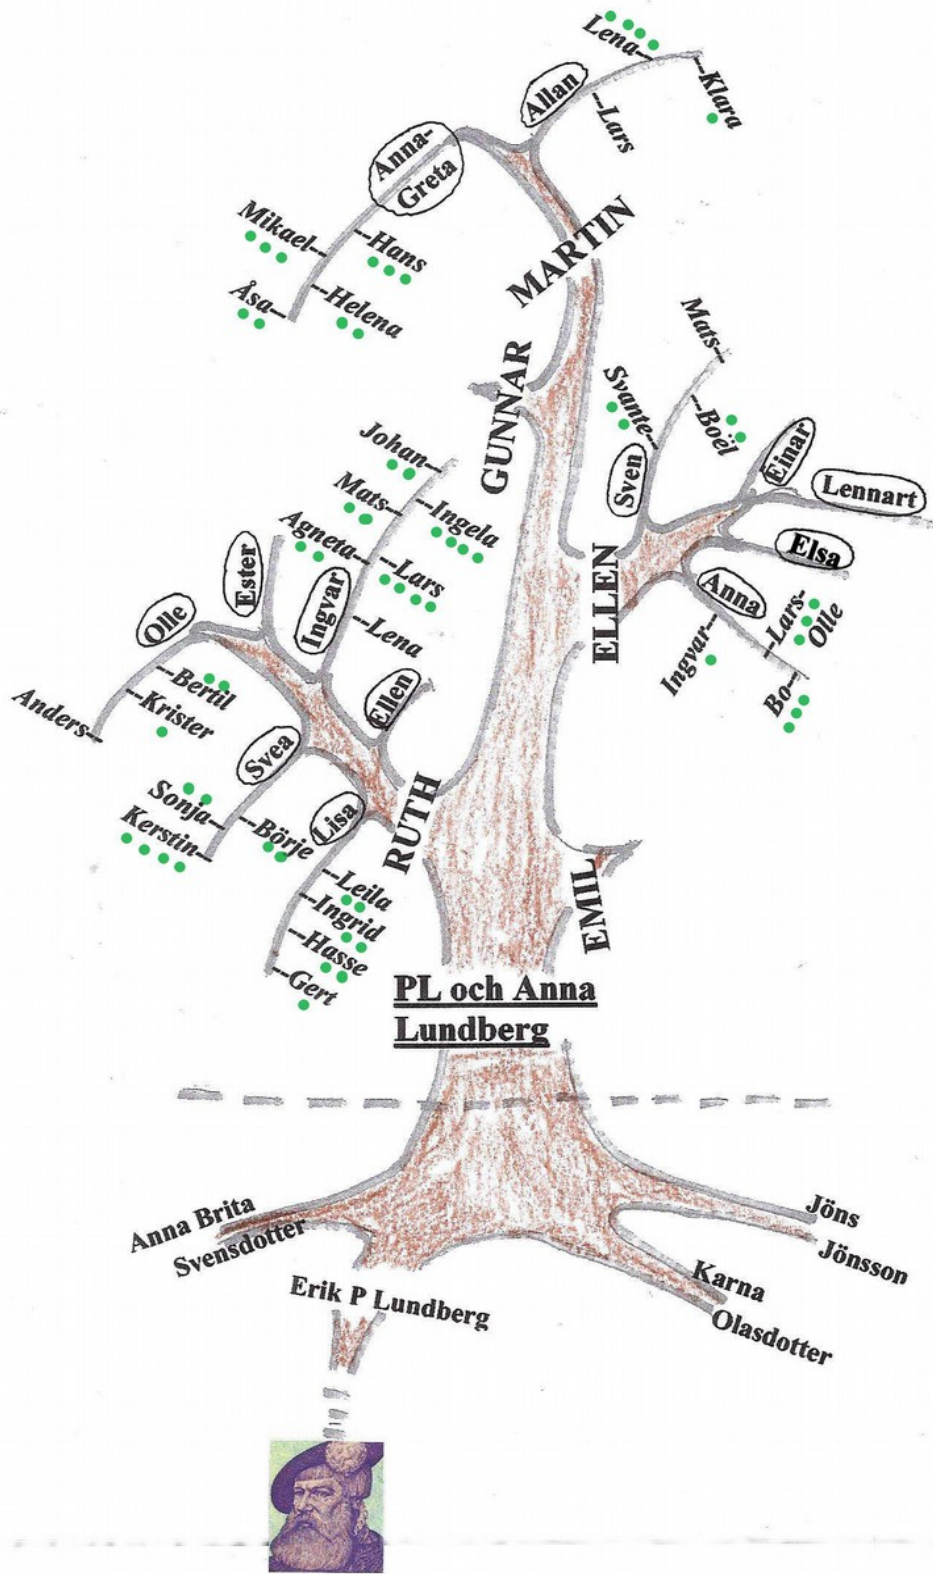 Lena--
--Klara
Allan
--Lars
Anna-
Greta
Mikael--
--Hans
Åsa--
--Helena
MARTIN
GUNNAR
Mats--
Svante--
--Boël
Sven
Einar
Lennart
Elsa
Anna
ELLEN
Ingvar--
--Lars-
Olle
Bo--
Johan--
Mats--
--Ingela
Agneta--
--Lars
--Lena
Ester
Ingvar
Olle
Ellen
--Bertil
--Krister
Anders--
Svea
Sonja--
--Börje
Kerstin--
Lisa
RUTH
--Leila
--Ingrid
--Hasse
--Gert
EMIL
PL och Anna
Lundberg
Anna Brita
Svensdotter
Erik P Lundberg
Jöns
Jönsson
Karna
Olasdotter